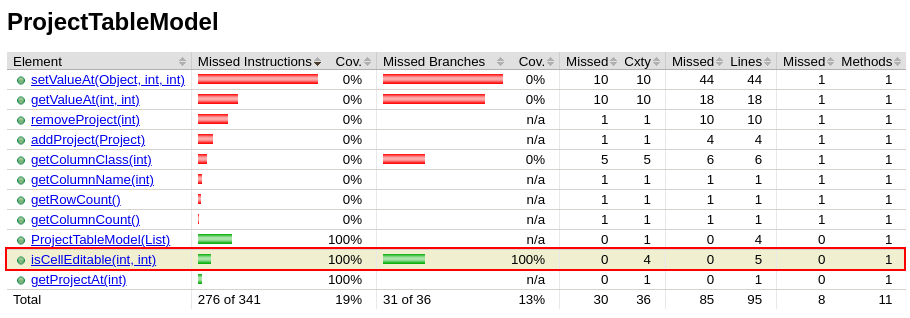 ProjectTableModel
Element Missed Instructions Cov. Missed Branches Cov. Missed Cxty Missed Lines Missed Methods
setValueAt(Object, int, int) 0% 0% 10 10 44 44 1 1
getValueAt(int, int) 0% 0% 10 10 18 18 1 1
removeProject(int) 0% n/a 1 1 10 10 1 1
addProject(Project) 0% n/a 1 1 4 4 1 1
getColumnClass(int) 0% 0% 5 5 6 6 1 1
getColumnName(int) 0% n/a 1 1 1 1 1 1
getRowCount() 0% n/a 1 1 1 1 1 1
getColumnCount() 0% n/a 1 1 1 1 1 1
ProjectTableModel(List) 100% n/a 0 1 0 4 0 1
isCellEditable(int, int) 100% 100% 0 4 0 5 0 1
getProjectAt(int) 100% n/a 0 1 0 1 0 1
Total 276 of 341 19% 31 of 36 13% 30 36 85 95 8 11